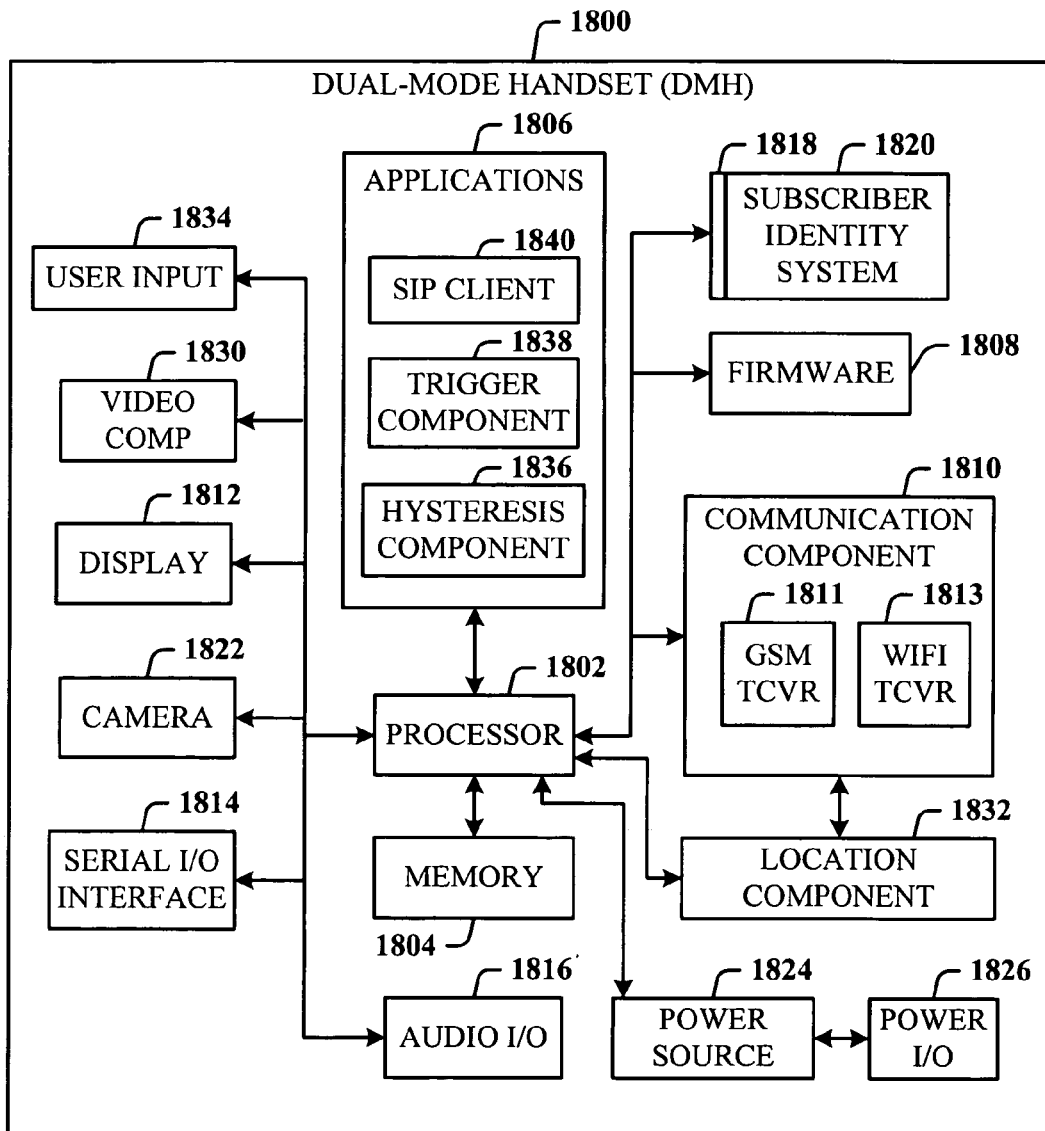 1800
DUAL-MODE HANDSET (DMH)
1806
APPLICATIONS
1840
SIP CLIENT
1838
TRIGGER
COMPONENT
1836
HYSTERESIS
COMPONENT
1818
1820
SUBSCRIBER
IDENTITY
SYSTEM
1834
USER INPUT
1830
VIDEO
COMP
1808
FIRMWARE
1812
DISPLAY
1810
COMMUNICATION
COMPONENT
1811
GSM
TCVR
1813
WIFI
TCVR
1822
CAMERA
1802
PROCESSOR
1814
SERIAL I/O
INTERFACE
MEMORY
1804
1832
LOCATION
COMPONENT
1816
AUDIO I/O
1824
POWER
SOURCE
1826
POWER
I/O